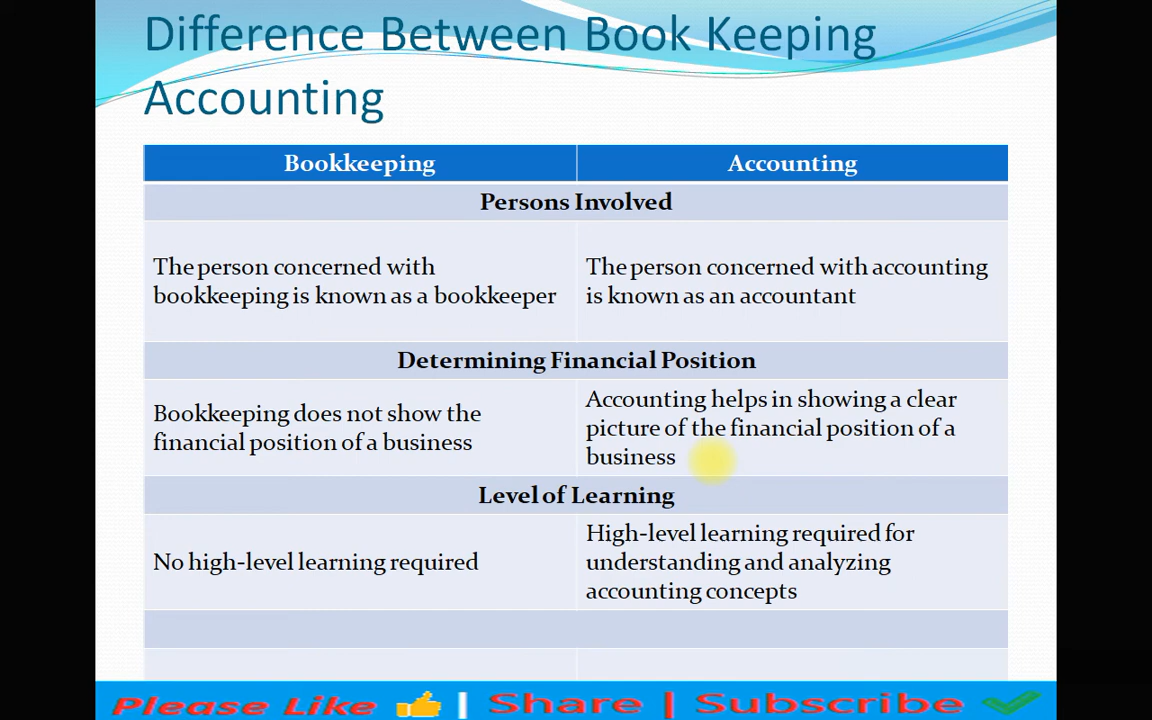 Difference Between Book Keeping
Accounting
Bookkeeping
Accounting
Persons Involved
The person concerned with
bookkeeping is known as a bookkeeper
The person concerned with accounting
is known as an accountant
Determining Financial Position
Bookkeeping does not show the
financial position of a business
Accounting helps in showing a clear
picture of the financial position of a
business
Level of Learning
No high-level learning required
High-level learning required for
understanding and analyzing
accounting concepts
Please Like | Share | Subscribe